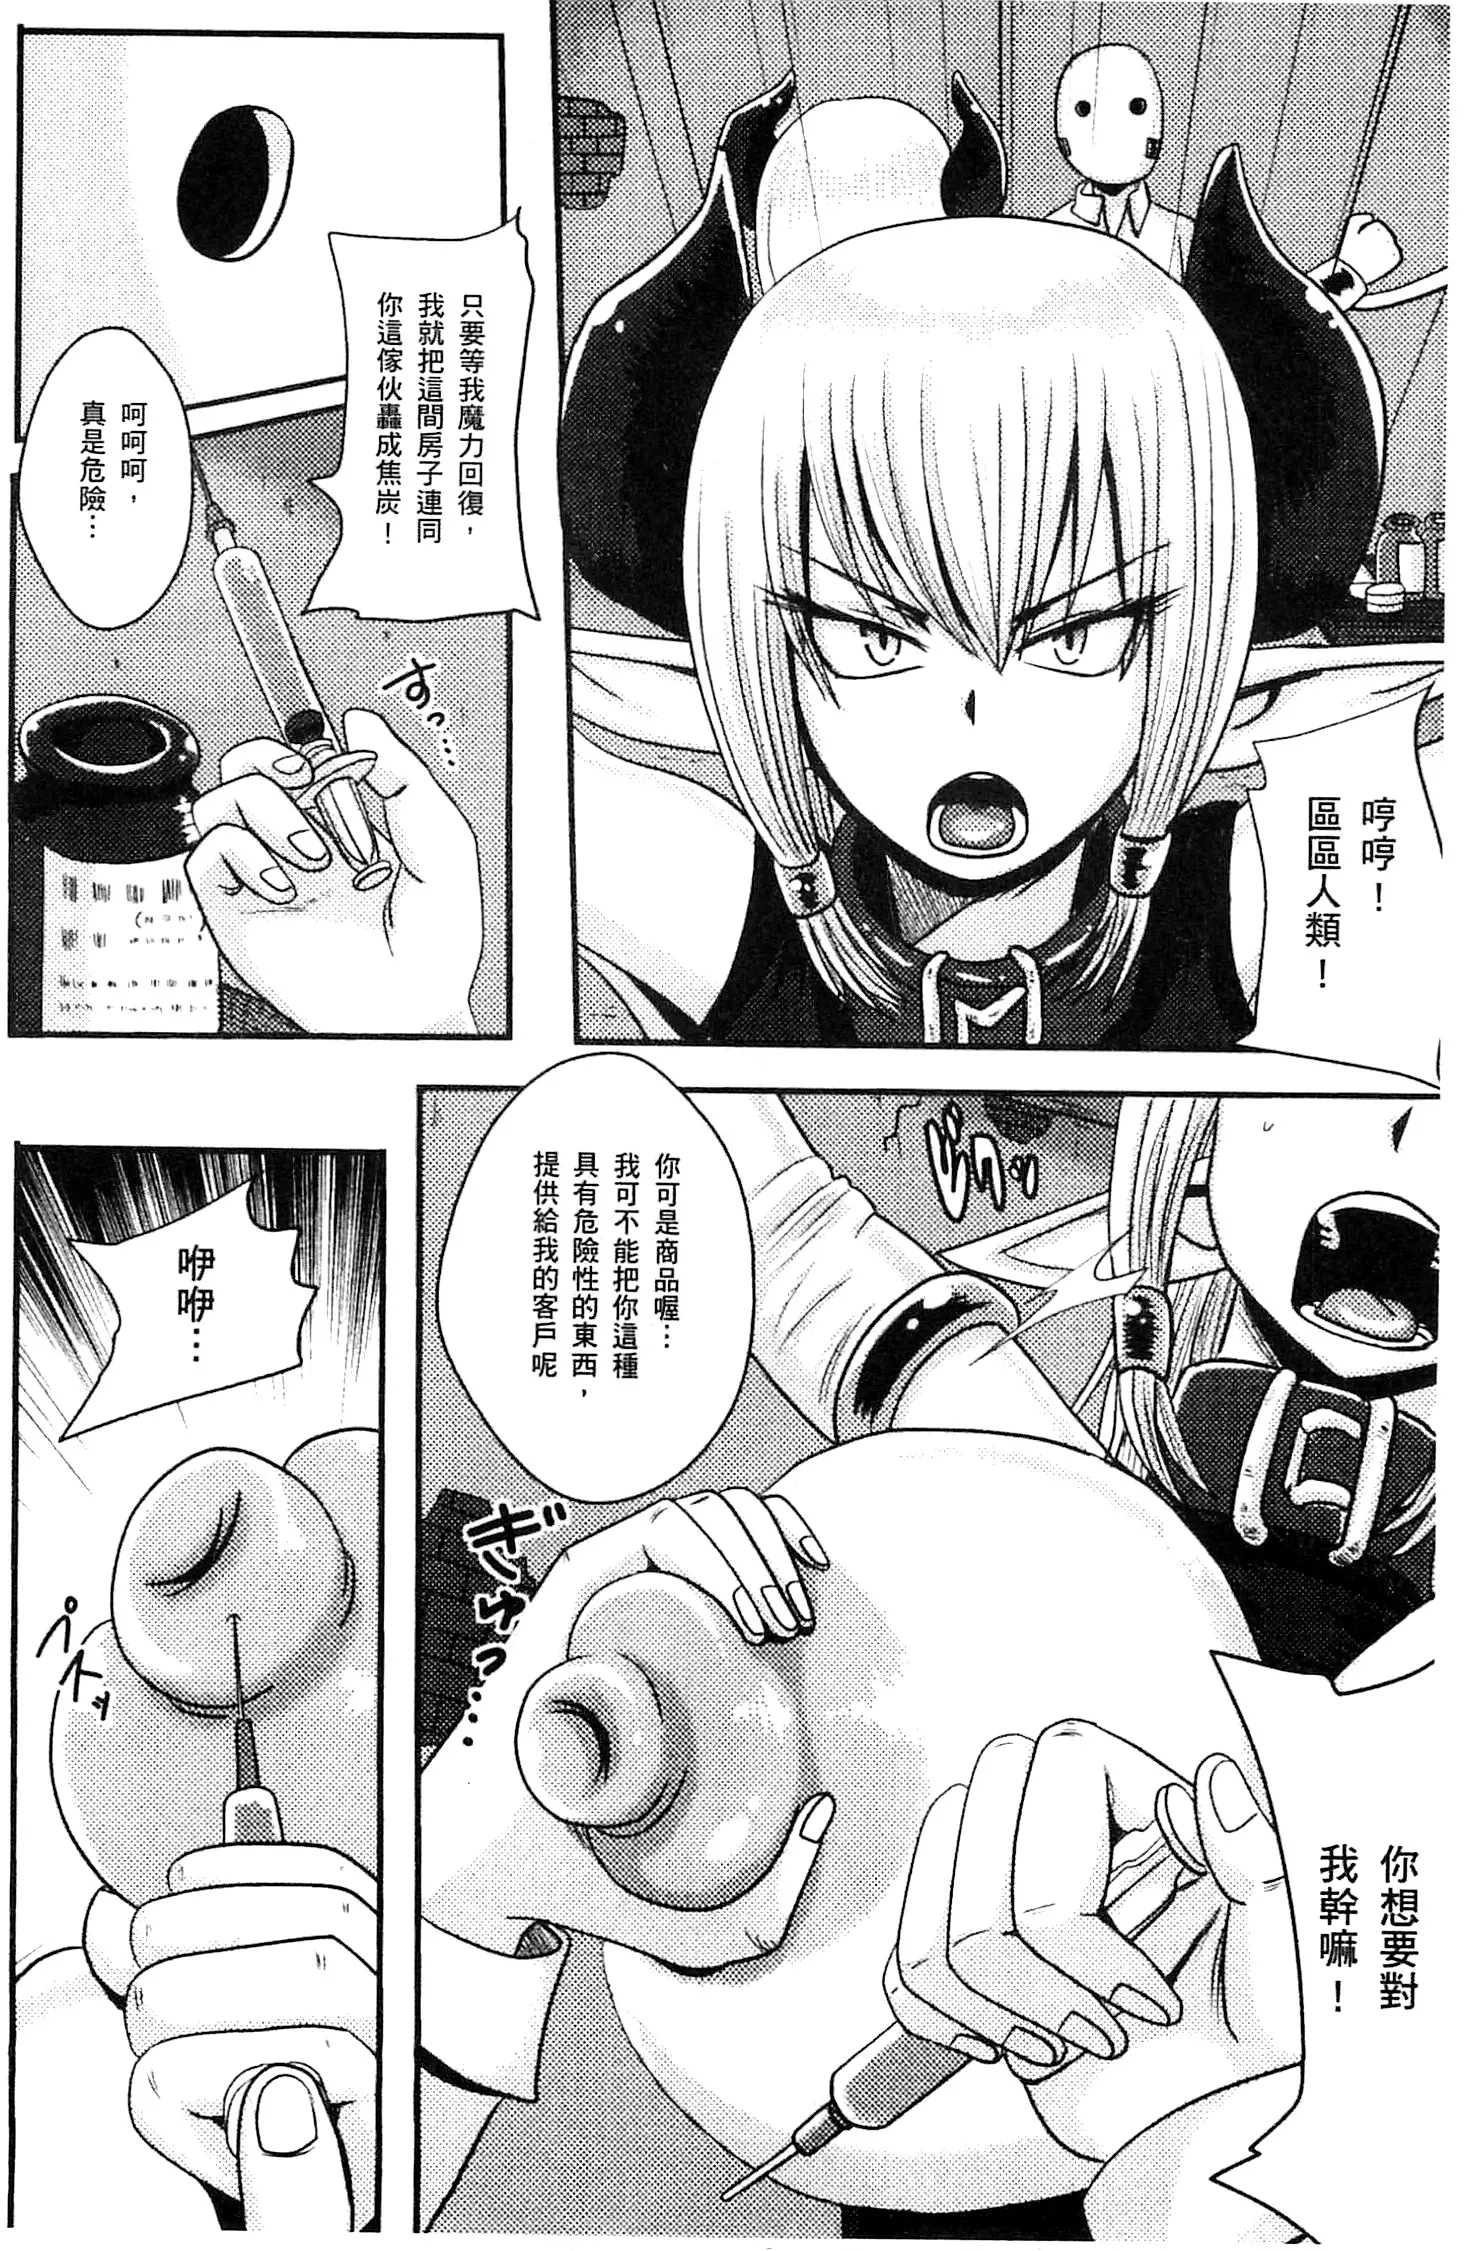 哼哼！
區區人類！
只要等我魔力回復，
我就把這間房子連同
你這傢伙轟成焦炭！
呵呵呵，
真是危險…
すっ…
你可是商品喔…
我可不能把你這種
具有危險性的東西，
提供給我的客戶呢
ぎゅっ…
你想要對
我幹嘛！
咿咿…
プスッ